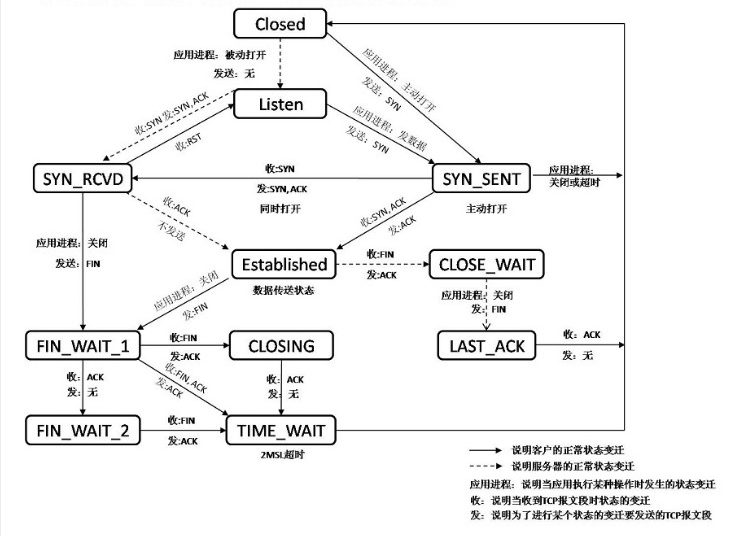 Closed
应用进程：被动打开
发送：无
应用进程：主动打开
发送：SYN
Listen
收:SYN 发:SYN, ACK
收:RST
应用进程：发数据
发送：SYN
SYN_RCVD
收:SYN
发:SYN, ACK
同时打开
SYN_SENT
主动打开
应用进程：
关闭或超时
收:ACK
不发送
收:SYN, ACK
发:ACK
应用进程：关闭
发送：FIN
Established
数据传送状态
收:FIN
发:ACK
CLOSE_WAIT
应用进程：关闭
发:FIN
应用进程：关闭
发：FIN
FIN_WAIT_1
收:FIN
发:ACK
CLOSING
LAST_ACK
收：ACK
发：无
收：ACK
发：无
收:FIN, ACK
发:ACK
收：ACK
发：无
FIN_WAIT_2
收:FIN
发:ACK
TIME_WAIT
2MSL超时
说明客户的正常状态变迁
说明服务器的正常状态变迁
应用进程：说明当应用执行某种操作时发生的状态变迁
收：说明当收到TCP报文段时状态的变迁
发：说明为了进行某个状态的变迁要发送的TCP报文段